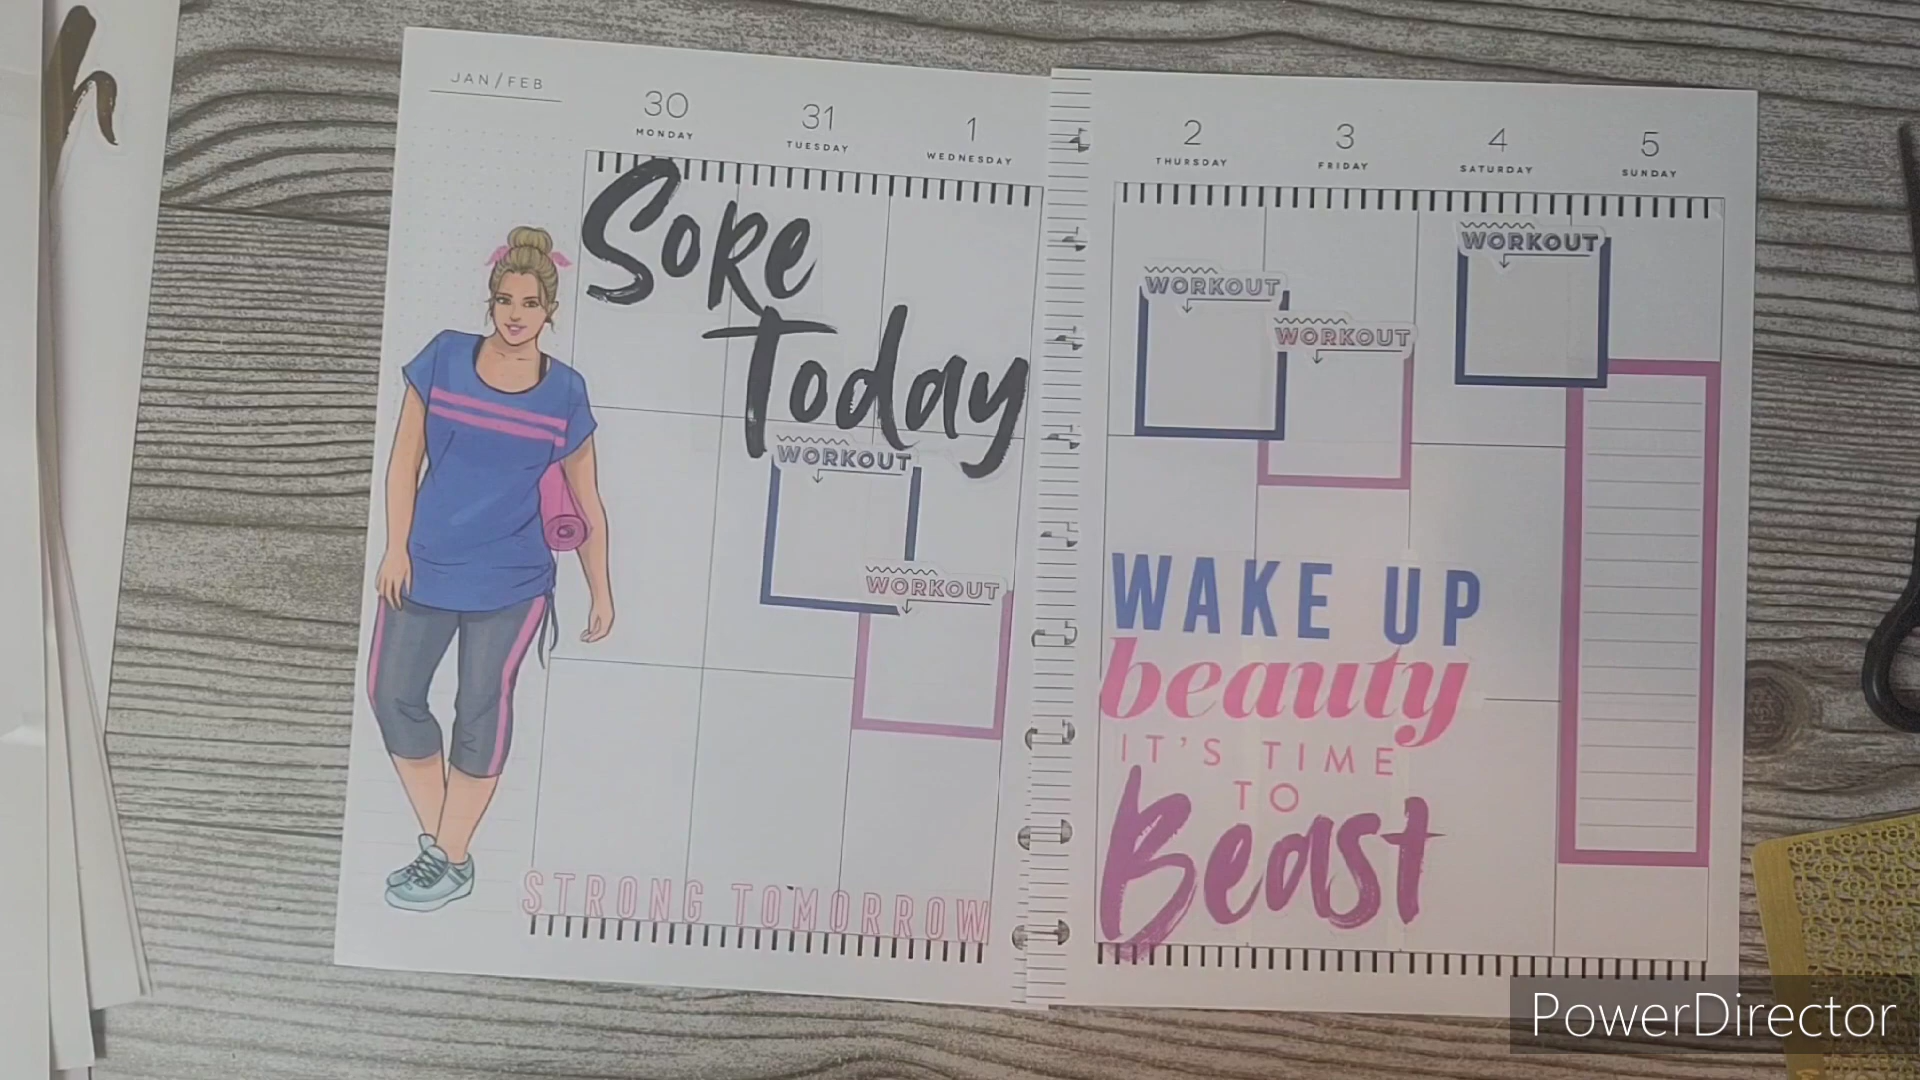 h
JAN/FEB
30
MONDAY
31
TUESDAY
1
WEDNESDAY
2
THURSDAY
3
FRIDAY
4
SATURDAY
5
SUNDAY
SORe
Today
WORKOUT
WORKOUT
STRONG TOMORROW
WORKOUT
WORKOUT
WORKOUT
WAKE UP
beauty
IT'S TIME
TO
Beast
PowerDirector